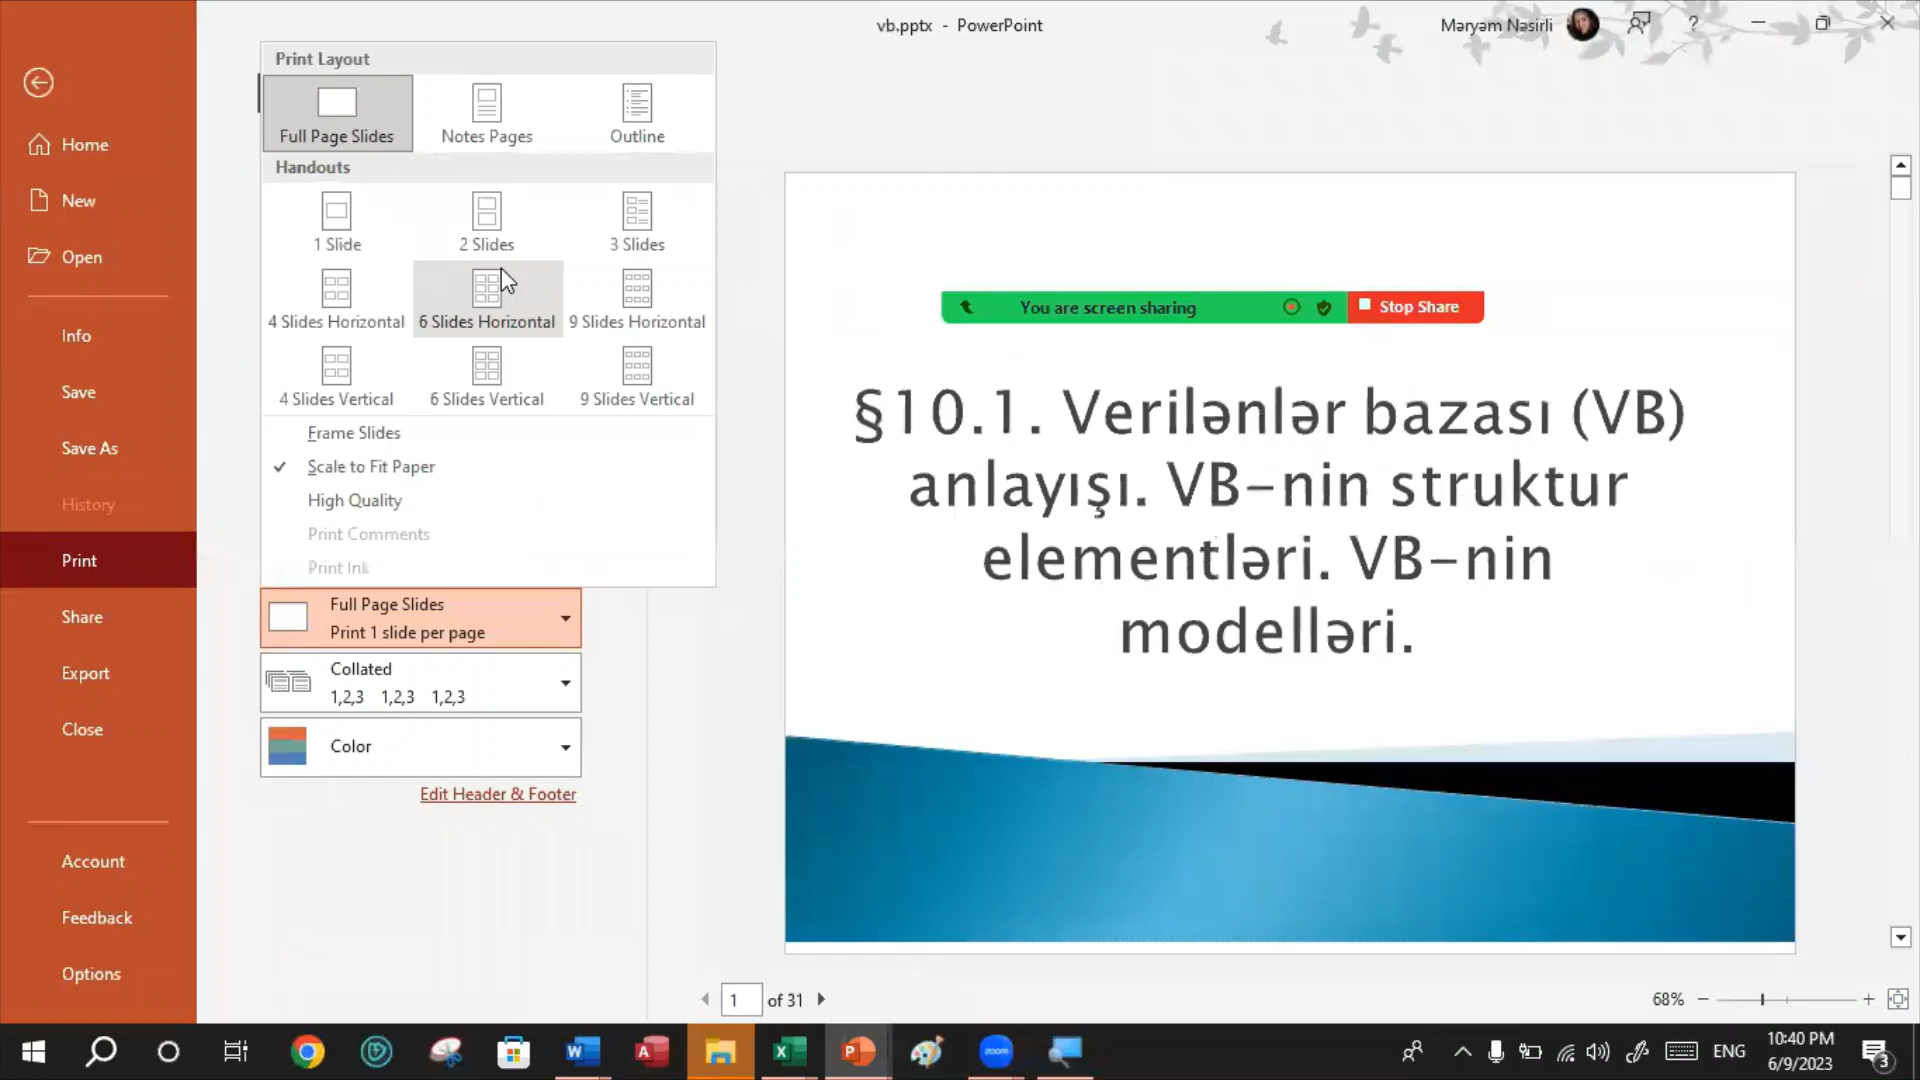 vb.pptx - PowerPoint
Məryəm Nəsirli
?
Home
New
Open
Info
Save
Save As
History
Print
Share
Export
Close
Account
Feedback
Options
Print Layout
Full Page Slides
Notes Pages
Outline
Handouts
1 Slide
2 Slides
3 Slides
4 Slides Horizontal
6 Slides Horizontal
9 Slides Horizontal
4 Slides Vertical
6 Slides Vertical
9 Slides Vertical
Frame Slides
✓ Scale to Fit Paper
High Quality
Print Comments
Print Ink
Full Page Slides
Print 1 slide per page
Collated
1,2,3 1,2,3 1,2,3
Color
Edit Header & Footer
You are screen sharing
Stop Share
§10.1. Verilənlər bazası (VB)
anlayışı. VB-nin struktur
elementləri. VB-nin
modelləri.
1 of 31
68%
zoom
ENG
10:40 PM
6/9/2023
3